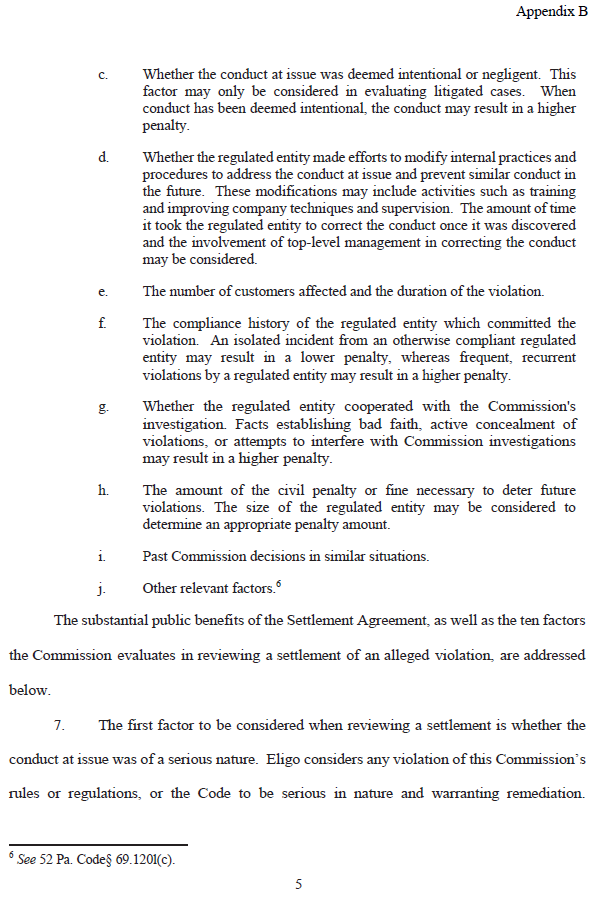 Appendix B
c. Whether the conduct at issue was deemed intentional or negligent. This
factor may only be considered in evaluating litigated cases. When
conduct has been deemed intentional, the conduct may result in a higher
penalty.
d. Whether the regulated entity made efforts to modify internal practices and
procedures to address the conduct at issue and prevent similar conduct in
the future. These modifications may include activities such as training
and improving company techniques and supervision. The amount of time
it took the regulated entity to correct the conduct once it was discovered
and the involvement of top-level management in correcting the conduct
may be considered.
e. The number of customers affected and the duration of the violation.
f. The compliance history of the regulated entity which committed the
violation. An isolated incident from an otherwise compliant regulated
entity may result in a lower penalty, whereas frequent, recurrent
violations by a regulated entity may result in a higher penalty.
g. Whether the regulated entity cooperated with the Commission's
investigation. Facts establishing bad faith, active concealment of
violations, or attempts to interfere with Commission investigations
may result in a higher penalty.
h. The amount of the civil penalty or fine necessary to deter future
violations. The size of the regulated entity may be considered to
determine an appropriate penalty amount.
i. Past Commission decisions in similar situations.
j. Other relevant factors.6
The substantial public benefits of the Settlement Agreement, as well as the ten factors
the Commission evaluates in reviewing a settlement of an alleged violation, are addressed
below.
7. The first factor to be considered when reviewing a settlement is whether the
conduct at issue was of a serious nature. Eligo considers any violation of this Commission’s
rules or regulations, or the Code to be serious in nature and warranting remediation.
6 See 52 Pa. Code§ 69.1201(c).
5